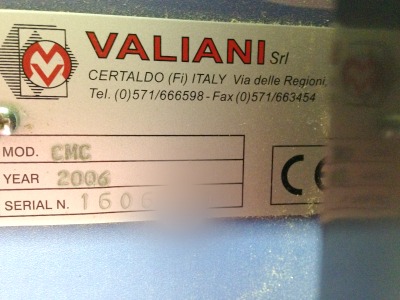 VALIANI Srl
CERTALDO (Fi) ITALY Via delle Regioni,
Tel. (0)571/666598 - Fax (0)571/663454
MOD. CMC
YEAR 2006
SERIAL N. 1606
CE